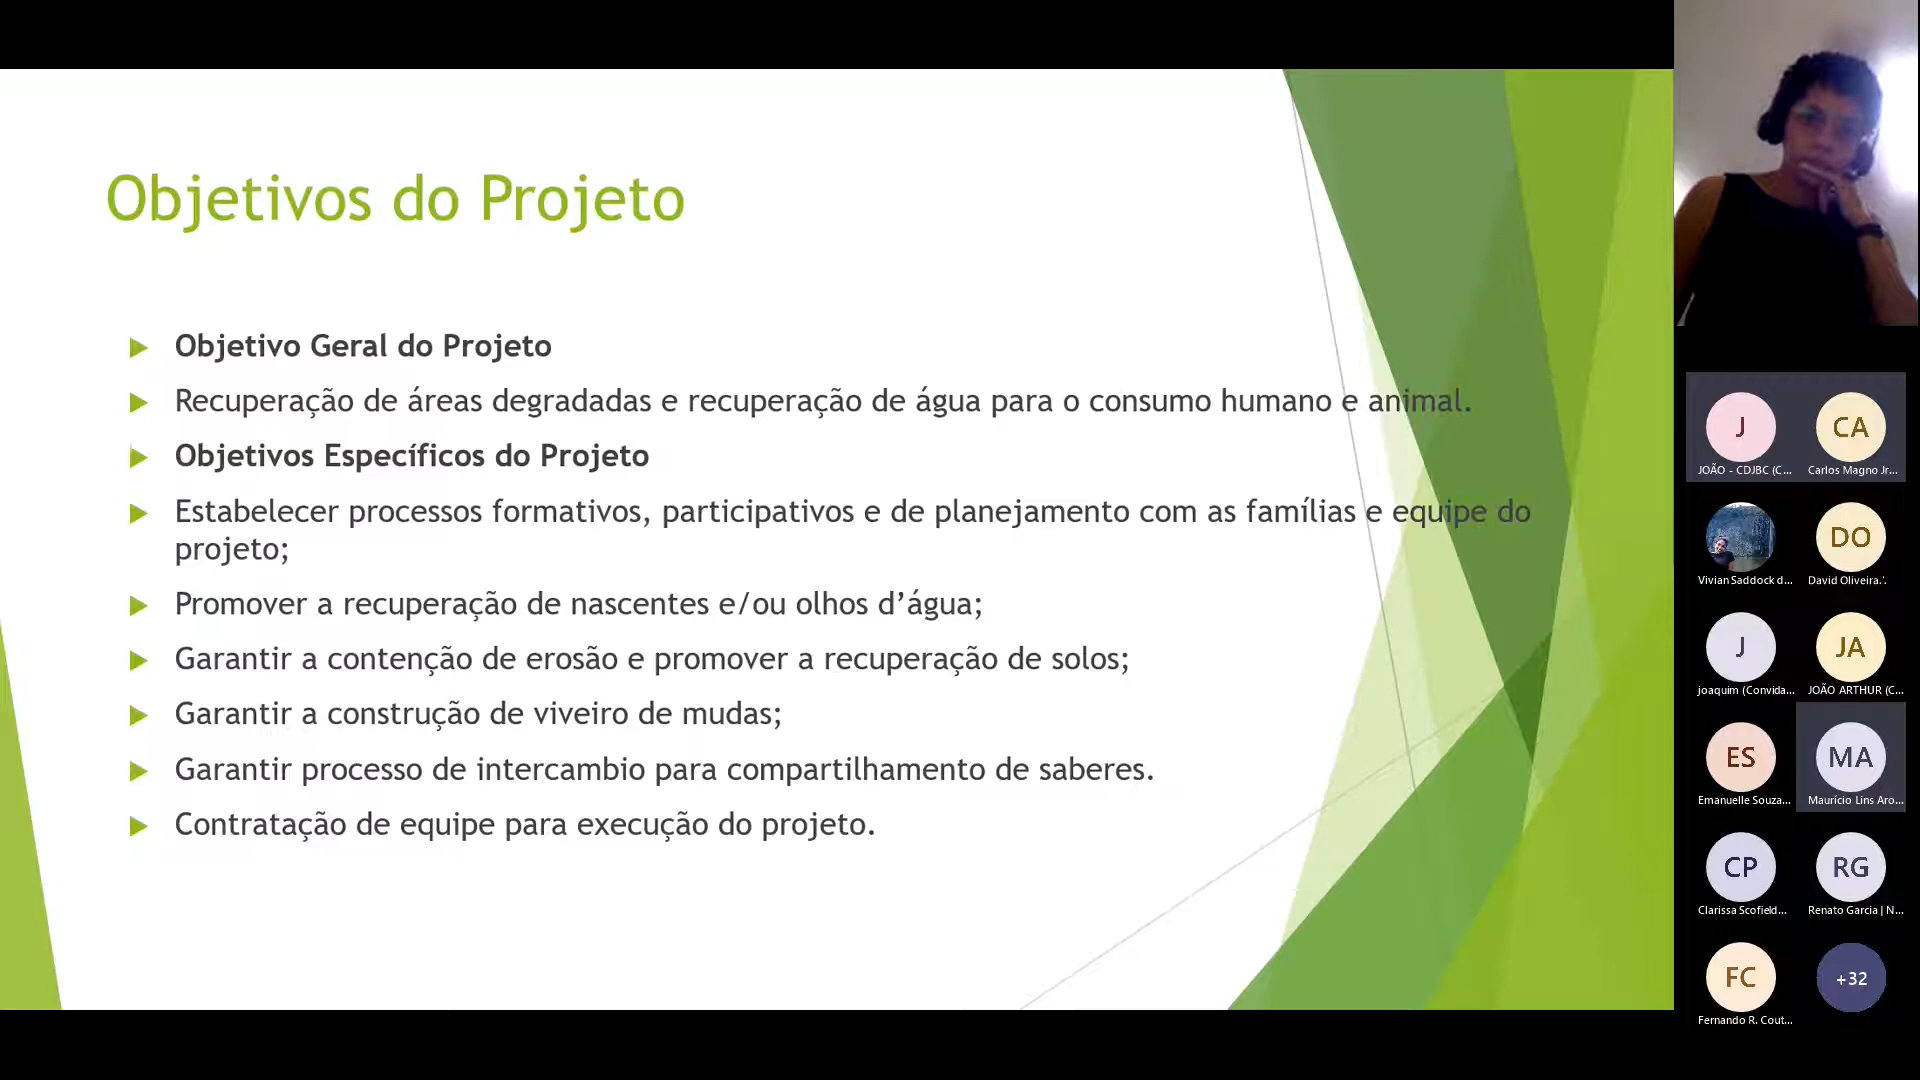 Objetivos do Projeto
Objetivo Geral do Projeto
Recuperação de áreas degradadas e recuperação de água para o consumo humano e animal.
Objetivos Específicos do Projeto
Estabelecer processos formativos, participativos e de planejamento com as famílias e equipe do
projeto;
Promover a recuperação de nascentes e/ou olhos d’água;
Garantir a contenção de erosão e promover a recuperação de solos;
Garantir a construção de viveiro de mudas;
Garantir processo de intercambio para compartilhamento de saberes.
Contratação de equipe para execução do projeto.
J
CA
JOÃO - CDJBC (C...
Carlos Magno Jr...
DO
Vivian Saddock d...
David Oliveira.'.
J
JA
joaquim (Convida...
JOÃO ARTHUR (C...
ES
MA
Emanuelle Souza...
Maurício Lins Aro...
CP
RG
Clarissa Scofield...
Renato Garcia | N...
FC
+32
Fernando R. Cout...